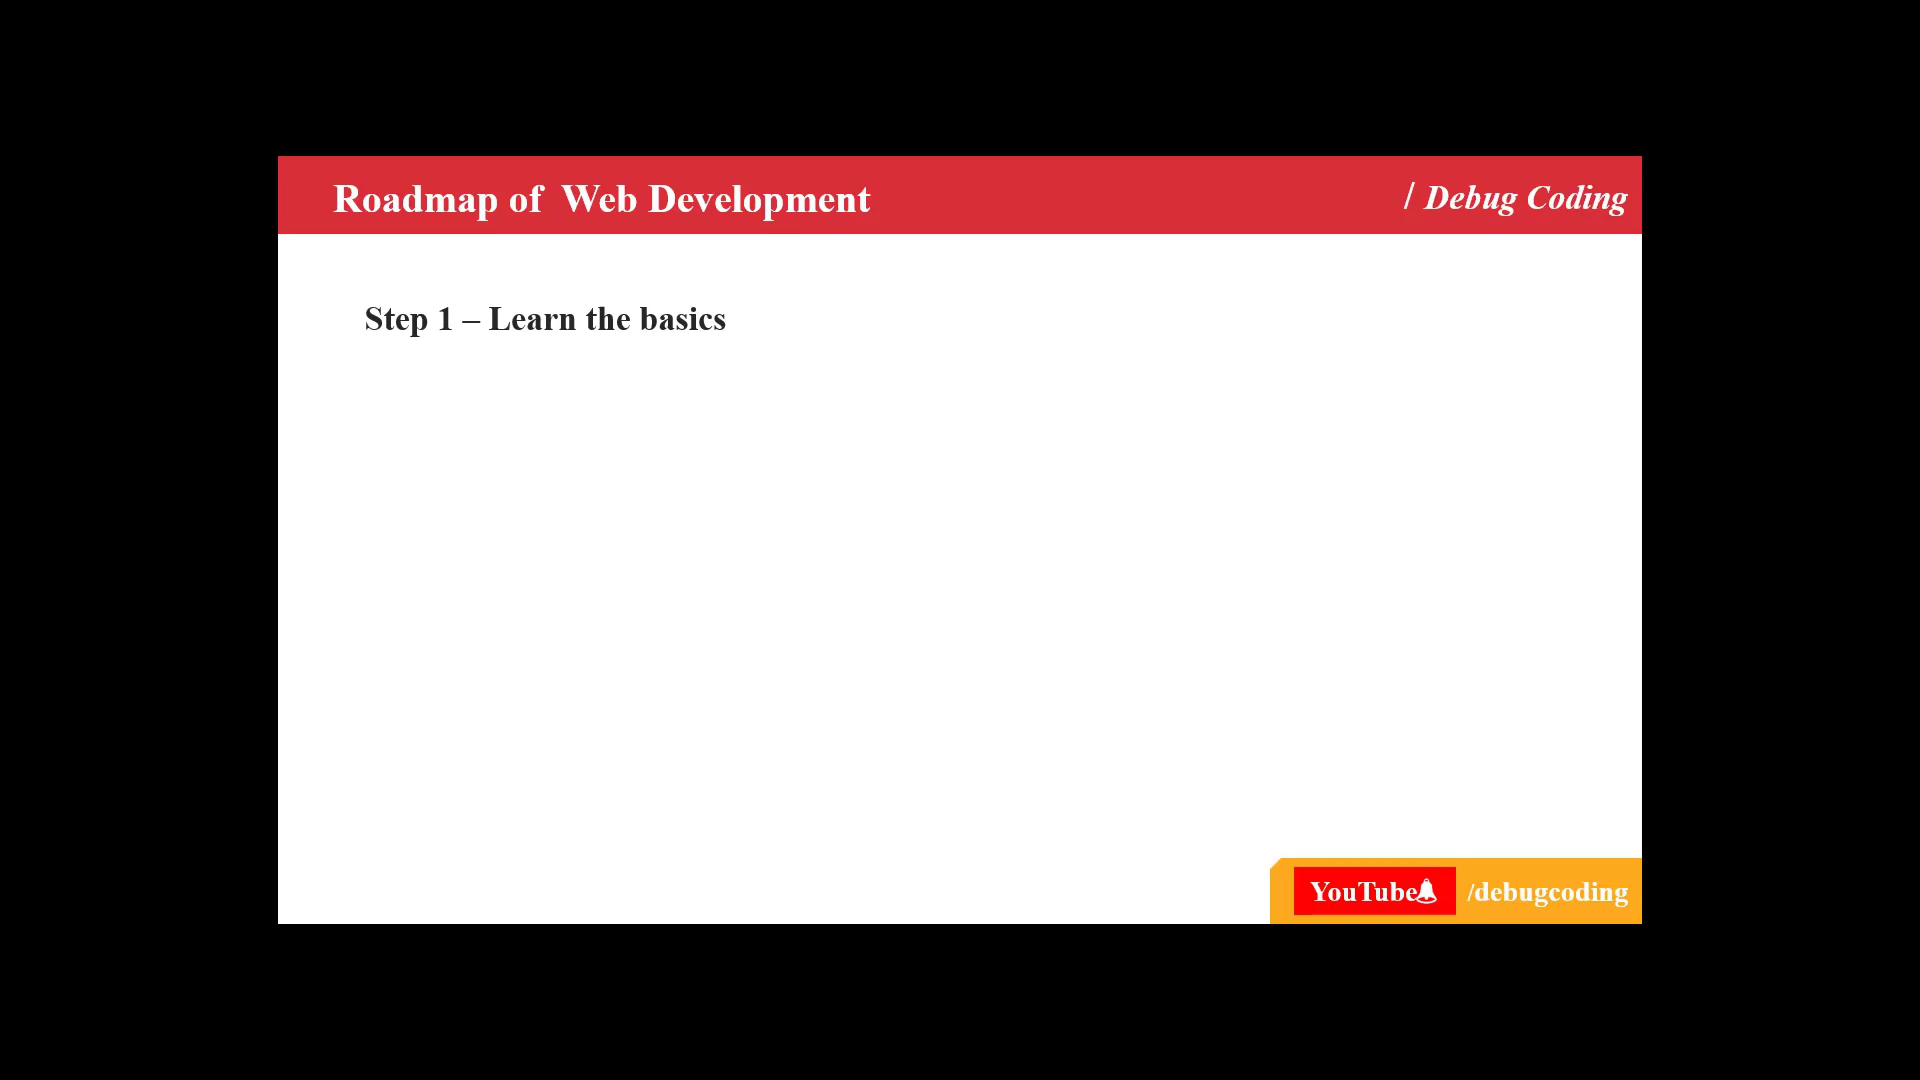 Roadmap of  Web Development
/ Debug Coding
Step 1 – Learn the basics
YouTube /debugcoding